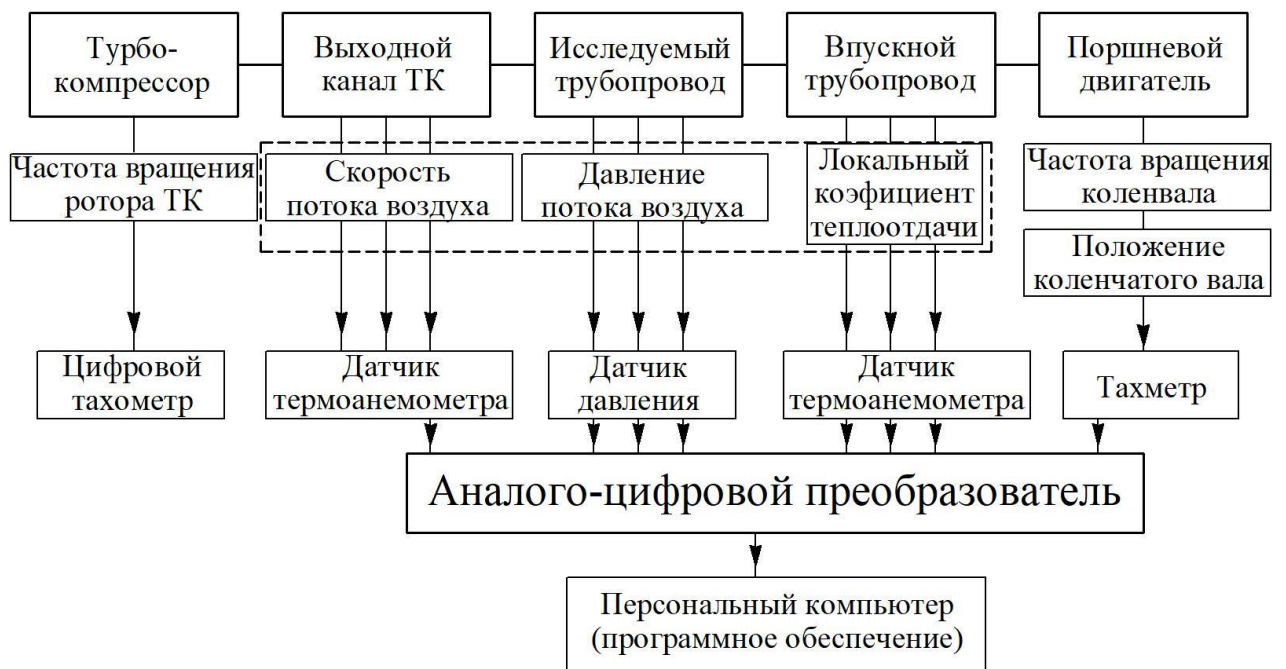 Турбо-
компрессор
Выходной
канал ТК
Исследуемый
трубопровод
Впускной
трубопровод
Поршневой
двигатель
Частота вращения
ротора ТК
Скорость
потока воздуха
Давление
потока воздуха
Локальный
коэфициент
теплоотдачи
Частота вращения
коленвала
Положение
коленчатого вала
Цифровой
тахометр
Датчик
термоанемометра
Датчик
давления
Датчик
термоанемометра
Тахметр
Аналого-цифровой преобразователь
Персональный компьютер
(программное обеспечение)